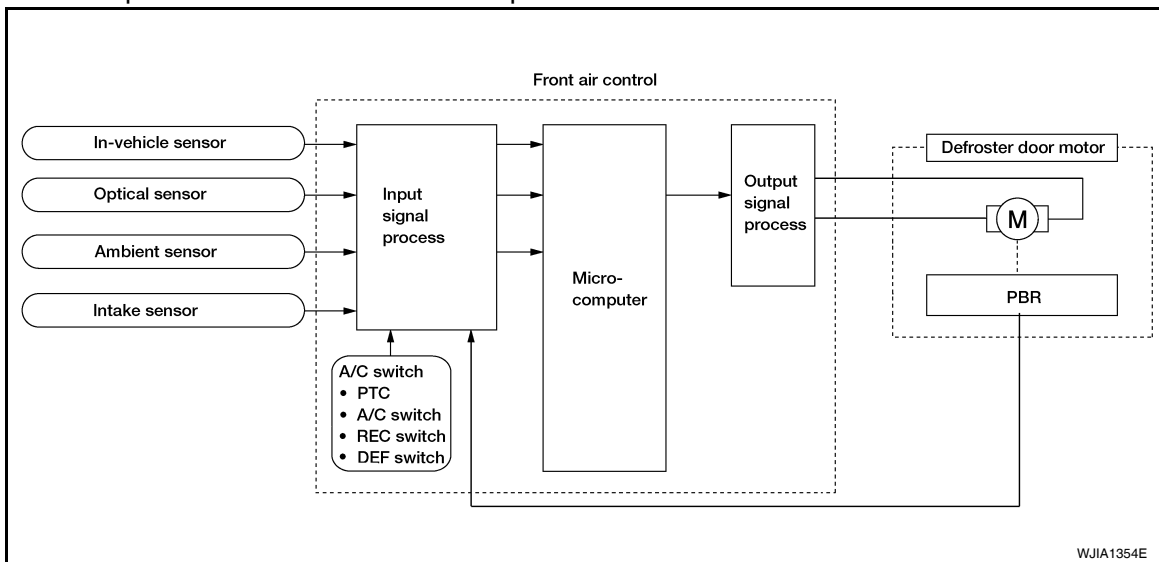 Front air control
In-vehicle sensor
Optical sensor
Ambient sensor
Intake sensor
Input
signal
process
A/C switch
• PTC
• A/C switch
• REC switch
• DEF switch
Micro-
computer
Output
signal
process
Defroster door motor
M
PBR
WJIA1354E